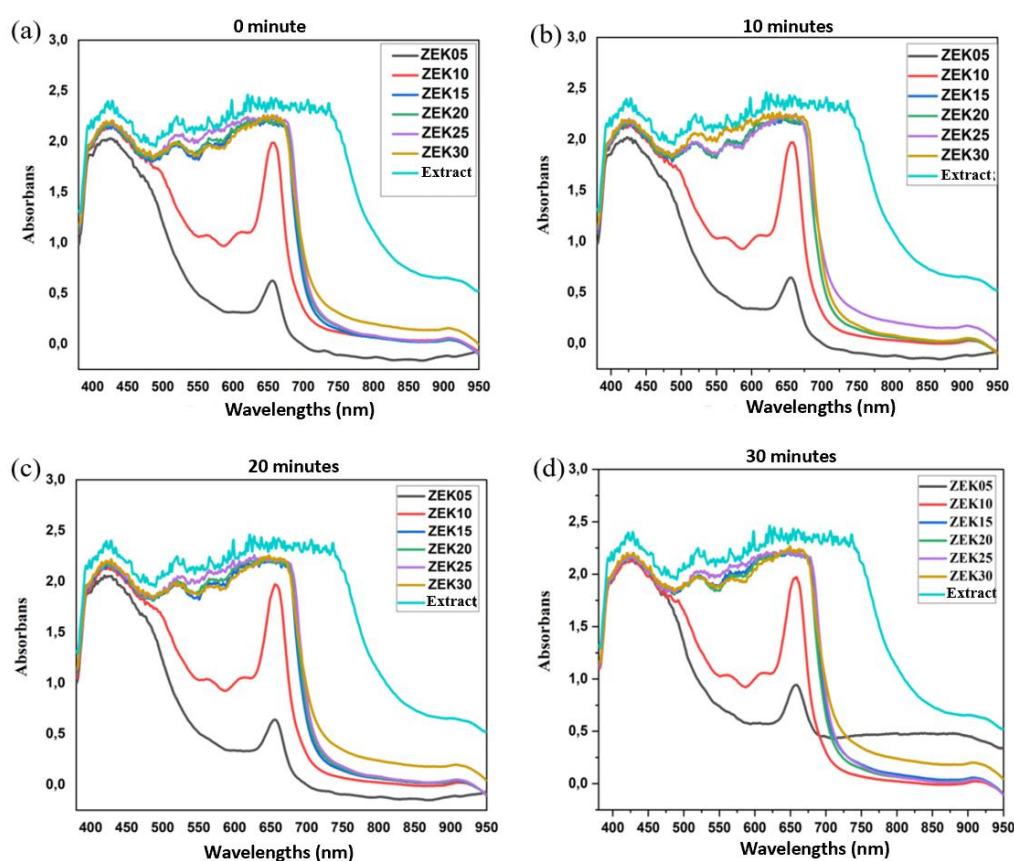 (a)
0 minute
3,0
2,5
2,0
1,5
1,0
0,5
0,0
Absorbans
ZEK05
ZEK10
ZEK15
ZEK20
ZEK25
ZEK30
Extract
400 450 500 550 600 650 700 750 800 850 900 950
Wavelengths (nm)
(b)
10 minutes
3,0
2,5
2,0
1,5
1,0
0,5
0,0
Absorbans
ZEK05
ZEK10
ZEK15
ZEK20
ZEK25
ZEK30
Extract;
400 450 500 550 600 650 700 750 800 850 900 950
Wavelengths (nm)
(c)
20 minutes
3,0
2,5
2,0
1,5
1,0
0,5
0,0
Absorbans
ZEK05
ZEK10
ZEK15
ZEK20
ZEK25
ZEK30
Extract
400 450 500 550 600 650 700 750 800 850 900 950
Wavelengths (nm)
(d)
30 minutes
3,0
2,5
2,0
1,5
1,0
0,5
0,0
Absorbans
ZEK05
ZEK10
ZEK15
ZEK20
ZEK25
ZEK30
Extract
400 450 500 550 600 650 700 750 800 850 900 950
Wavelengths (nm)